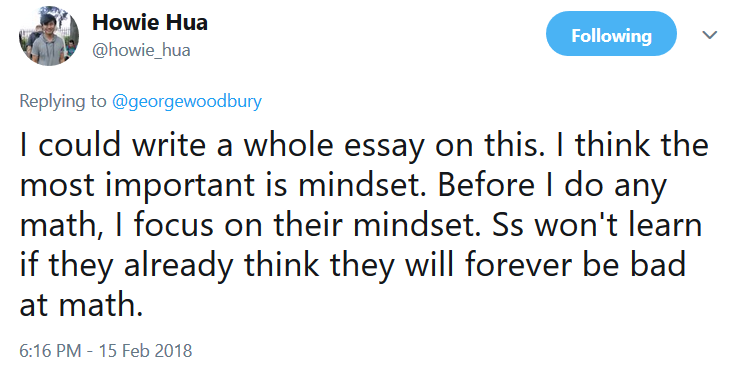 Howie Hua
@howie_hua
Following
Replying to @georgewoodbury
I could write a whole essay on this. I think the
most important is mindset. Before I do any
math, I focus on their mindset. Ss won't learn
if they already think they will forever be bad
at math.
6:16 PM - 15 Feb 2018